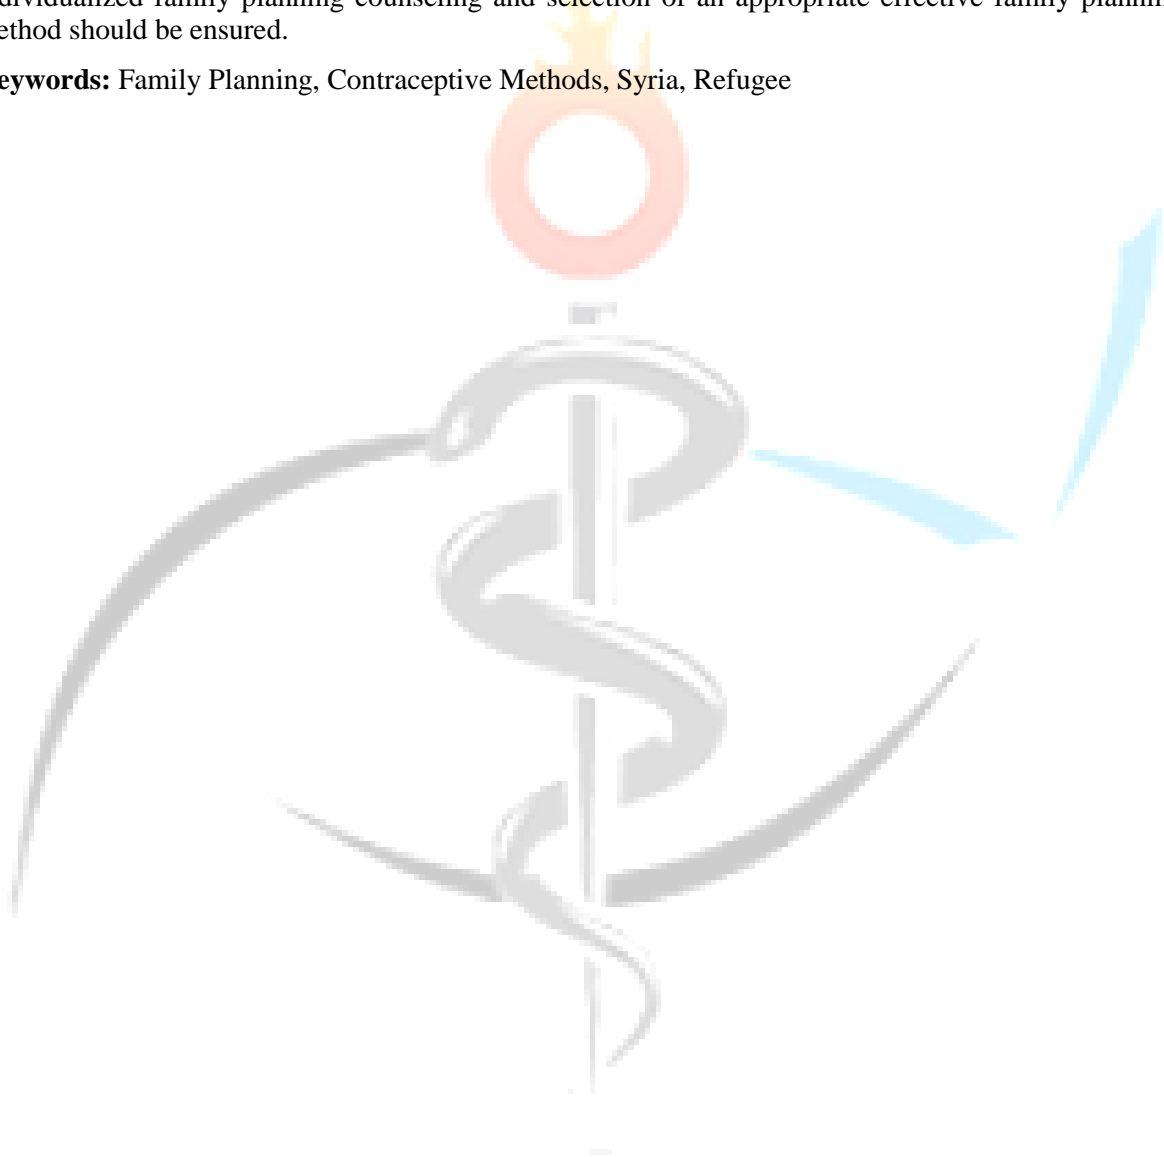 dividualized family planning counseling and selection of an appropriate effective family plannin
ethod should be ensured.
eywords: Family Planning, Contraceptive Methods, Syria, Refugee